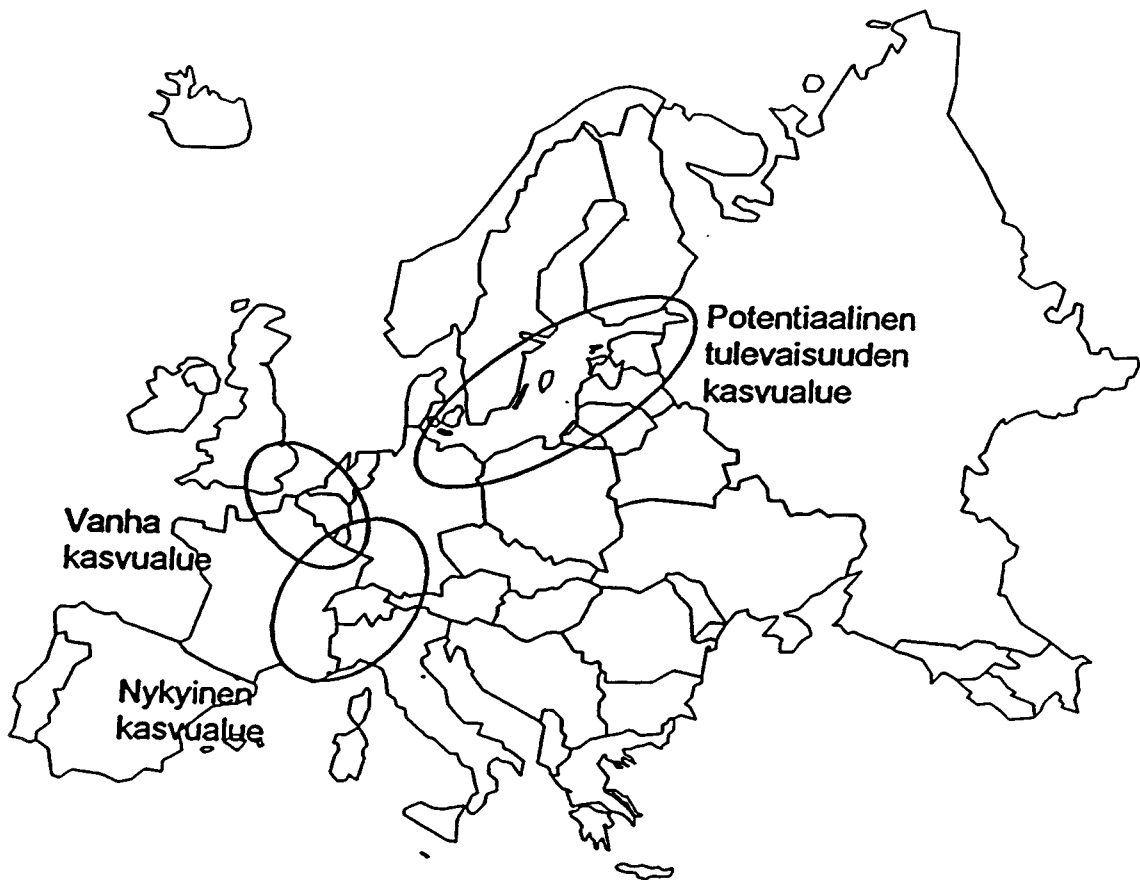 Potentiaalinen
tulevaisuuden
kasvualue
Vanha
kasvualue
Nykyinen
kasvualue